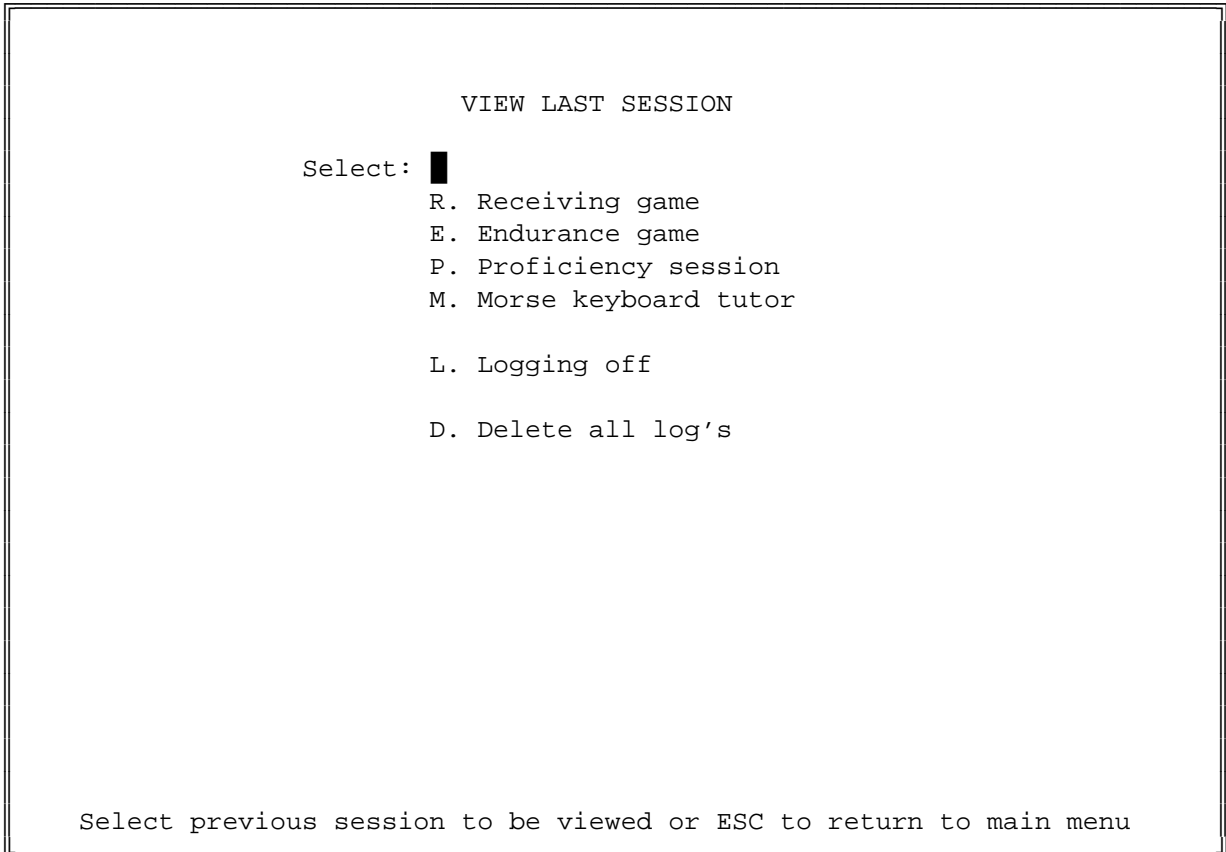 VIEW LAST SESSION
Select:
R. Receiving game
E. Endurance game
P. Proficiency session
M. Morse keyboard tutor
L. Logging off
D. Delete all log's
Select previous session to be viewed or ESC to return to main menu